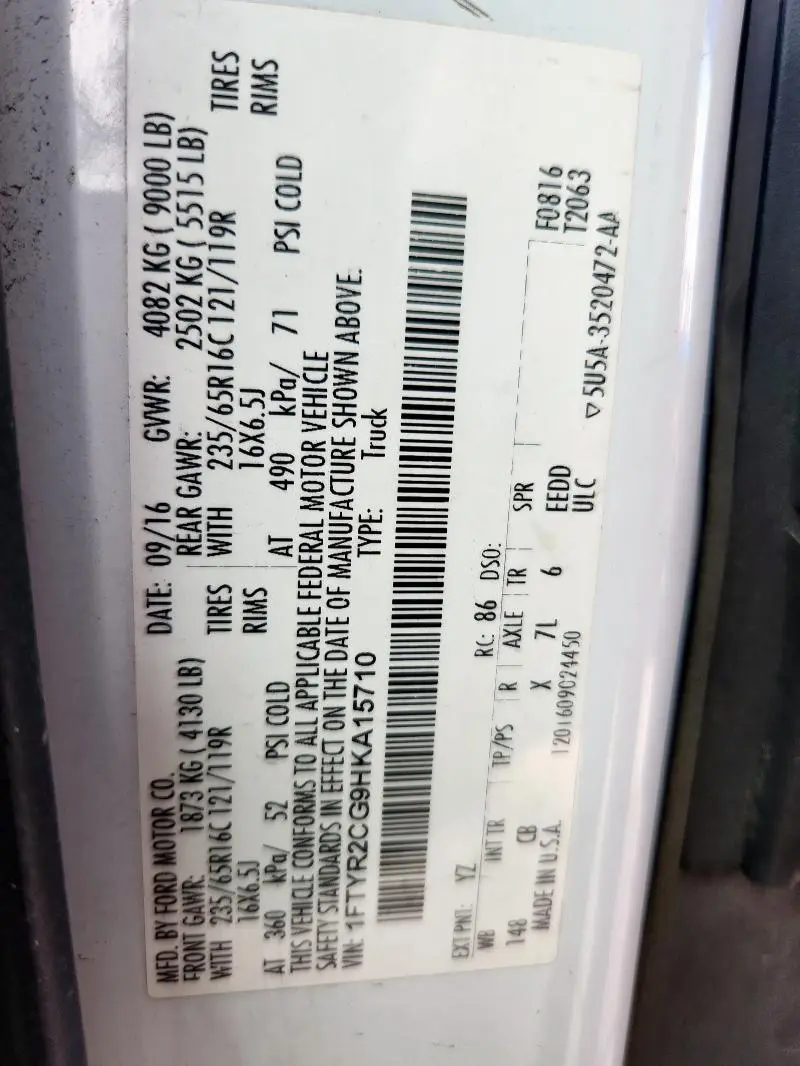 MFD. BY FORD MOTOR CO. DATE: 09/16 GVWR: 4082 KG ( 9000 LB)
FRONT GAWR: 1873 KG ( 4130 LB) REAR GAWR: 2502 KG ( 5515 LB)
WITH 235/65R16C 121/119R TIRES WITH 235/65R16C 121/119R TIRES
16X6.5J RIMS 16X6.5J RIMS
AT 360 kPa/ 52 PSI COLD AT 490 kPa/ 71 PSI COLD
THIS VEHICLE CONFORMS TO ALL APPLICABLE FEDERAL MOTOR VEHICLE
SAFETY STANDARDS IN EFFECT ON THE DATE OF MANUFACTURE SHOWN ABOVE.
VIN: 1FTYR2CG9HKA15710 TYPE: Truck
EXT PNT: YZ RC: 86 DSO:
WB INT TR TP/PS R AXLE TR SPR F0816
148 CB X 7L 6 EEDD T2063
MADE IN U.S.A. 1201609024450 ULC ▽5U5A-3520472-AA